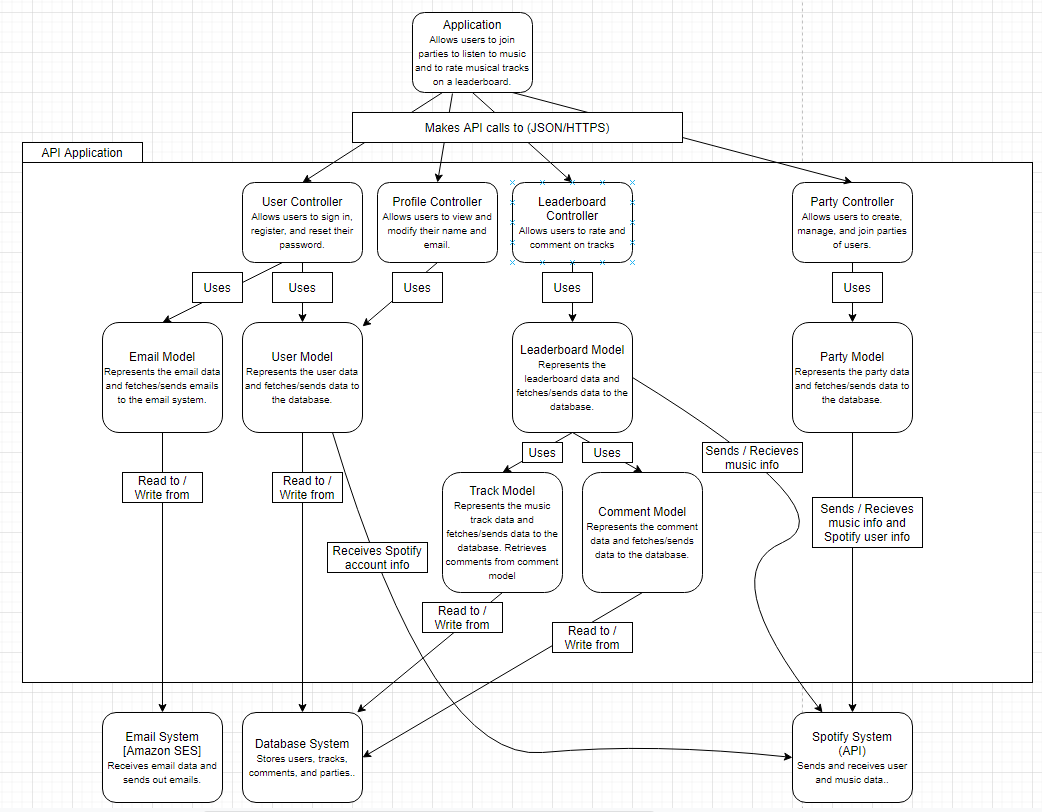 Application
Allows users to join
parties to listen to music
and to rate musical tracks
on a leaderboard.
Makes API calls to (JSON/HTTPS)
API Application
User Controller
Allows users to sign in,
register, and reset their
password.
Profile Controller
Allows users to view and
modify their name and
email.
Leaderboard
Controller
Allows users to rate and
comment on tracks
Party Controller
Allows users to create,
manage, and join parties
of users.
Uses
Uses
Uses
Uses
Uses
Email Model
Represents the email data
and fetches/sends emails
to the email system.
User Model
Represents the user data
and fetches/sends data to
the database.
Leaderboard Model
Represents the
leaderboard data and
fetches/sends data to the
database.
Party Model
Represents the party data
and fetches/sends data to
the database.
Uses
Uses
Sends / Recieves
music info
Read to /
Write from
Read to /
Write from
Track Model
Represents the music
track data and
fetches/sends data to the
database. Retrieves
comments from comment
model
Comment Model
Represents the comment
data and fetches/sends
data to the database.
Sends / Recieves
music info and
Spotify user info
Receives Spotify
account info
Read to /
Write from
Read to /
Write from
Email System
[Amazon SES]
Receives email data and
sends out emails.
Database System
Stores users, tracks,
comments, and parties..
Spotify System
(API)
Sends and receives user
and music data..